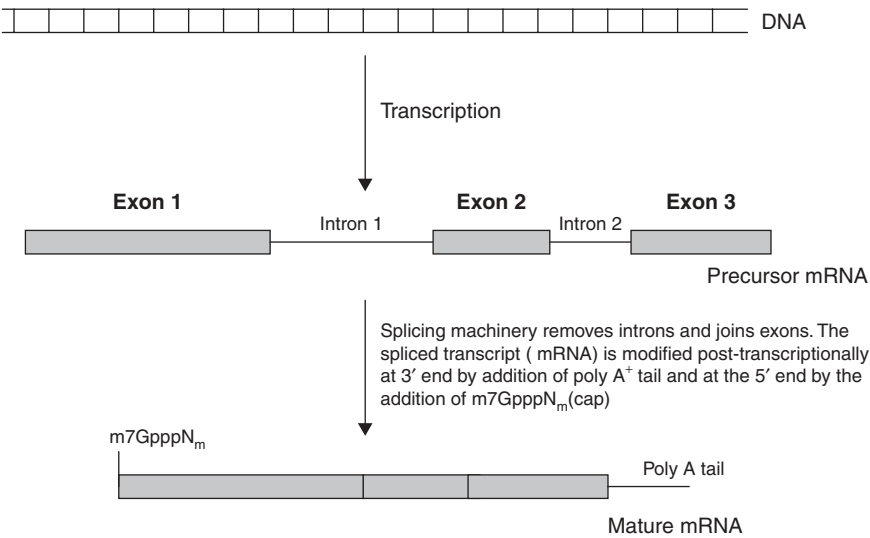 DNA
Transcription
Exon 1
Exon 2
Exon 3
Intron 1
Intron 2
Precursor mRNA
Splicing machinery removes introns and joins exons. The
spliced transcript ( mRNA) is modified post-transcriptionally
at 3′ end by addition of poly A⁺ tail and at the 5′ end by the
addition of m7GpppNₘ(cap)
m7GpppNₘ
Poly A tail
Mature mRNA